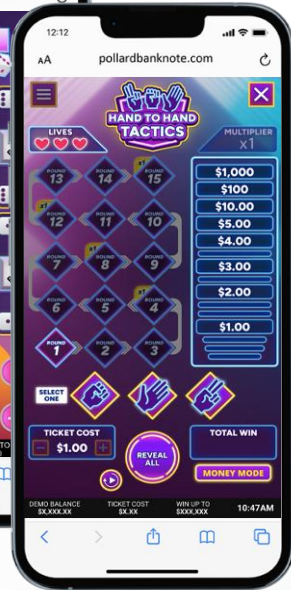 12:12
AA pollardbanknote.com
HAND TO HAND
TACTICS
LIVES
MULTIPLIER
x1
ROUND 13
ROUND 14
ROUND 15
ROUND 12
ROUND 11
ROUND 10
ROUND 7
ROUND 8
ROUND 9
ROUND 6
ROUND 5
ROUND 4
ROUND 1
ROUND 2
ROUND 3
$1,000
$100
$10.00
$5.00
$4.00
$3.00
$2.00
$1.00
SELECT
ONE
TICKET COST
$1.00
REVEAL
ALL
TOTAL WIN
MONEY MODE
DEMO BALANCE
$X,XXX.XX
TICKET COST
$X.XX
WIN UP TO
$XXX,XXX
10:47AM